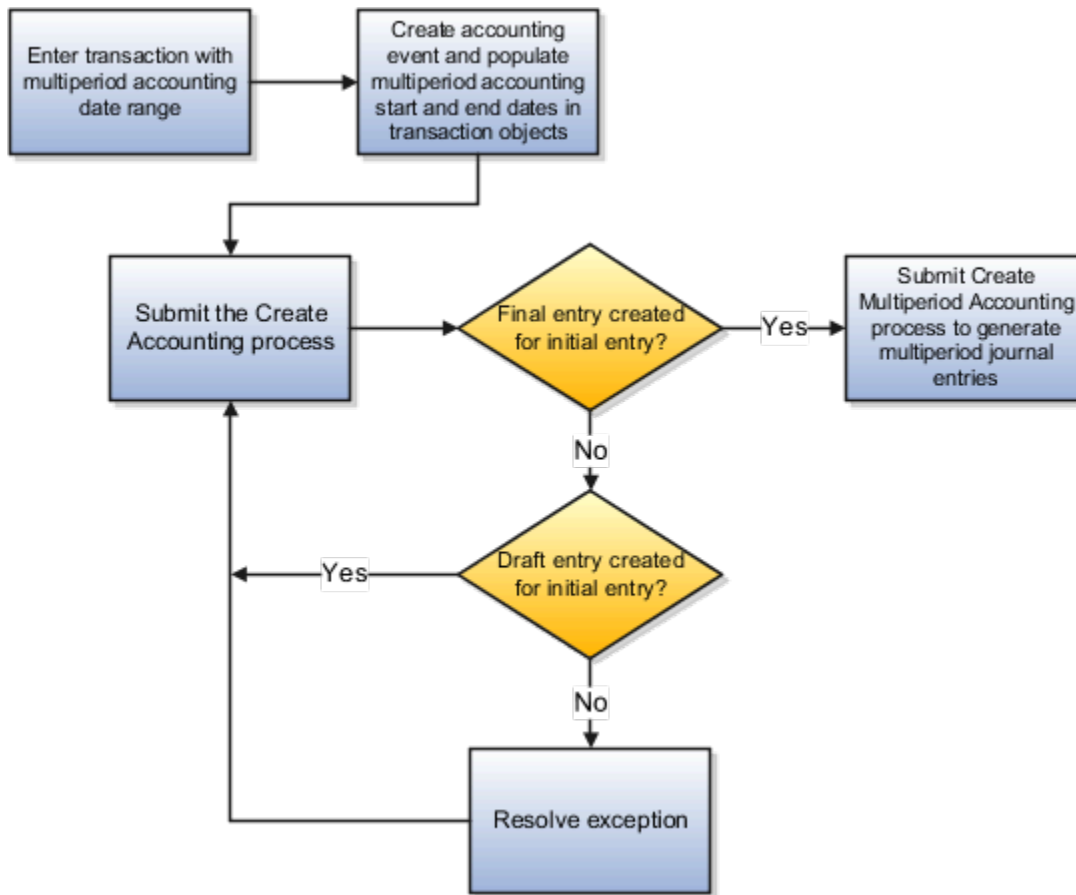 Enter transaction with
multiperiod accounting
date range
Create accounting
event and populate
multiperiod accounting
start and end dates in
transaction objects
Submit the Create
Accounting process
Final entry created
for initial entry?
Yes
Submit Create
Multiperiod Accounting
process to generate
multiperiod journal
entries
No
Draft entry created
for initial entry?
Yes
No
Resolve exception